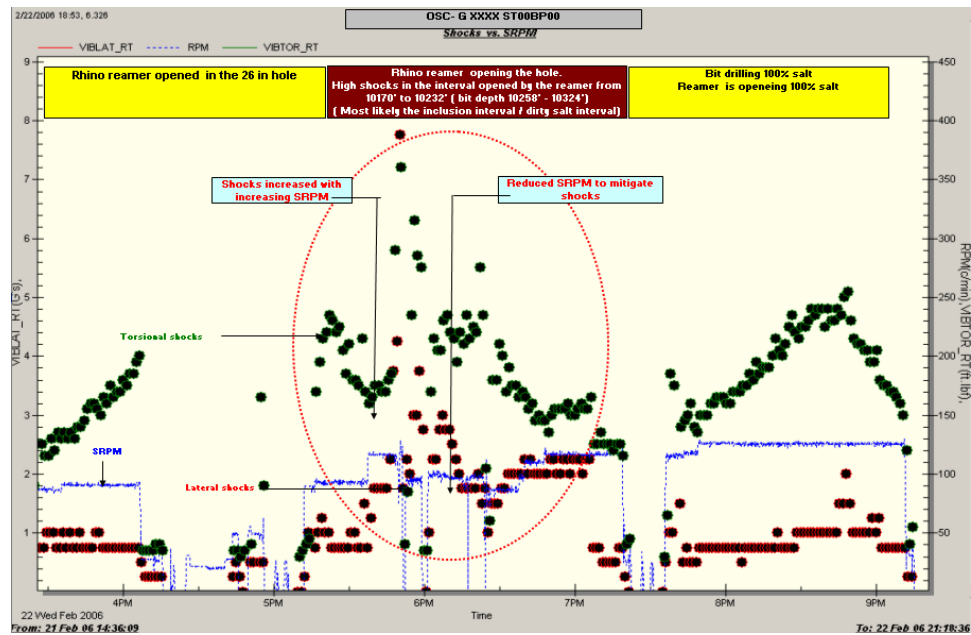 2/22/2006 18:53, 6.326
OSC- G XXXX ST00BP00
Shocks vs. SRPM
VIBLAT_RT
RPM
VIBTOR_RT
Rhino reamer opened in the 26 in hole
Rhino reamer opening the hole.
High shocks in the interval opened by the reamer from
10170' to 10232' ( bit depth 10258' - 10324')
( Most likely the inclusion interval / dirty salt interval)
Bit drilling 100% salt
Reamer is openeing 100% salt
Shocks increased with
increasing SRPM
Reduced SRPM to mitigate
shocks
Torsional shocks
SRPM
Lateral shocks
9
8
7
6
5
4
3
2
1
VIBLAT_RT(G's),
450
400
350
300
250
200
150
100
50
RPM(c/min),VIBTOR_RT(ft.lbf),
4PM
5PM
6PM
7PM
8PM
9PM
22 Wed Feb 2006
Time
From: 21 Feb 06 14:36:09
To: 22 Feb 06 21:18:36